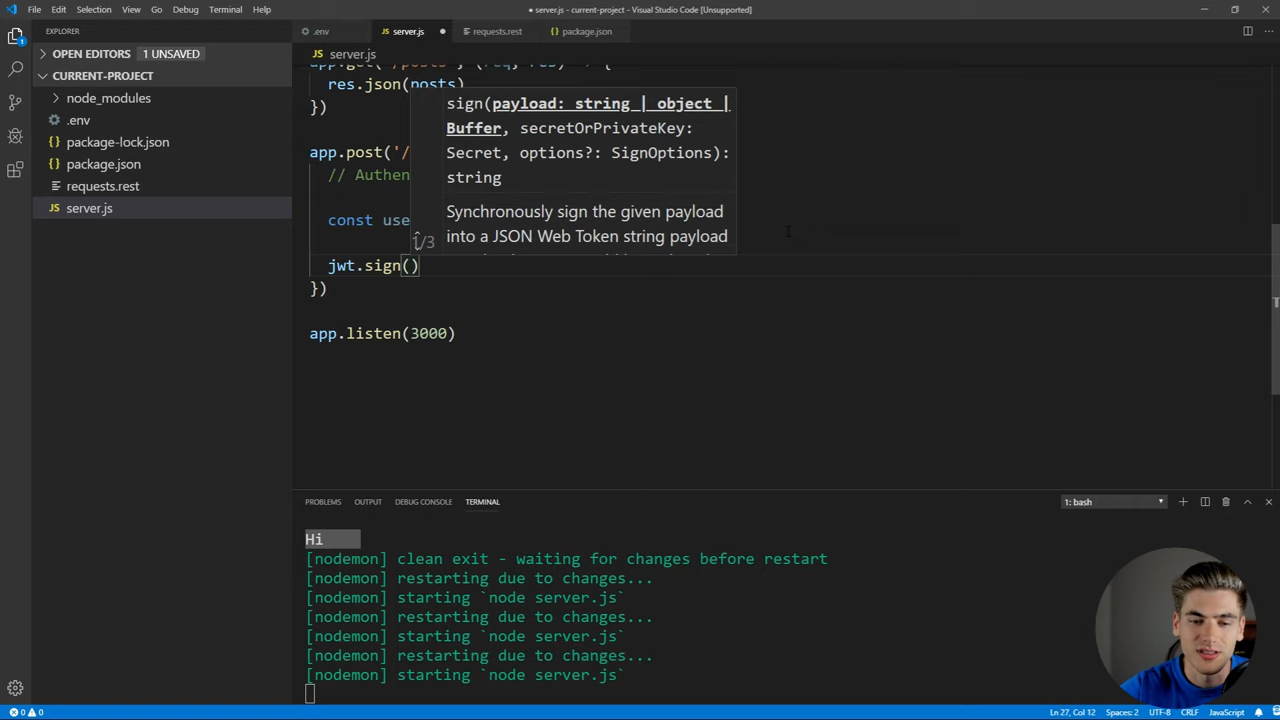 File Edit Selection View Go Debug Terminal Help
server.js - current-project - Visual Studio Code [Unsupported]
EXPLORER
.env
JS server.js
requests.rest
package.json
OPEN EDITORS 1 UNSAVED
JS server.js
CURRENT-PROJECT
node_modules
.env
package-lock.json
package.json
requests.rest
JS server.js
1
app.get('/posts', (req, res) => {
res.json(posts)
})
app.post('/
// Authen
const use
jwt.sign()
})
app.listen(3000)
sign(payload: string | object |
Buffer, secretOrPrivateKey:
Secret, options?: SignOptions):
string
Synchronously sign the given payload
into a JSON Web Token string payload
1/3
PROBLEMS OUTPUT DEBUG CONSOLE TERMINAL
1: bash
Hi
[nodemon] clean exit - waiting for changes before restart
[nodemon] restarting due to changes...
[nodemon] starting `node server.js`
[nodemon] restarting due to changes...
[nodemon] starting `node server.js`
[nodemon] restarting due to changes...
[nodemon] starting `node server.js`
0 0
Ln 27, Col 12 Spaces: 2 UTF-8 CRLF JavaScript